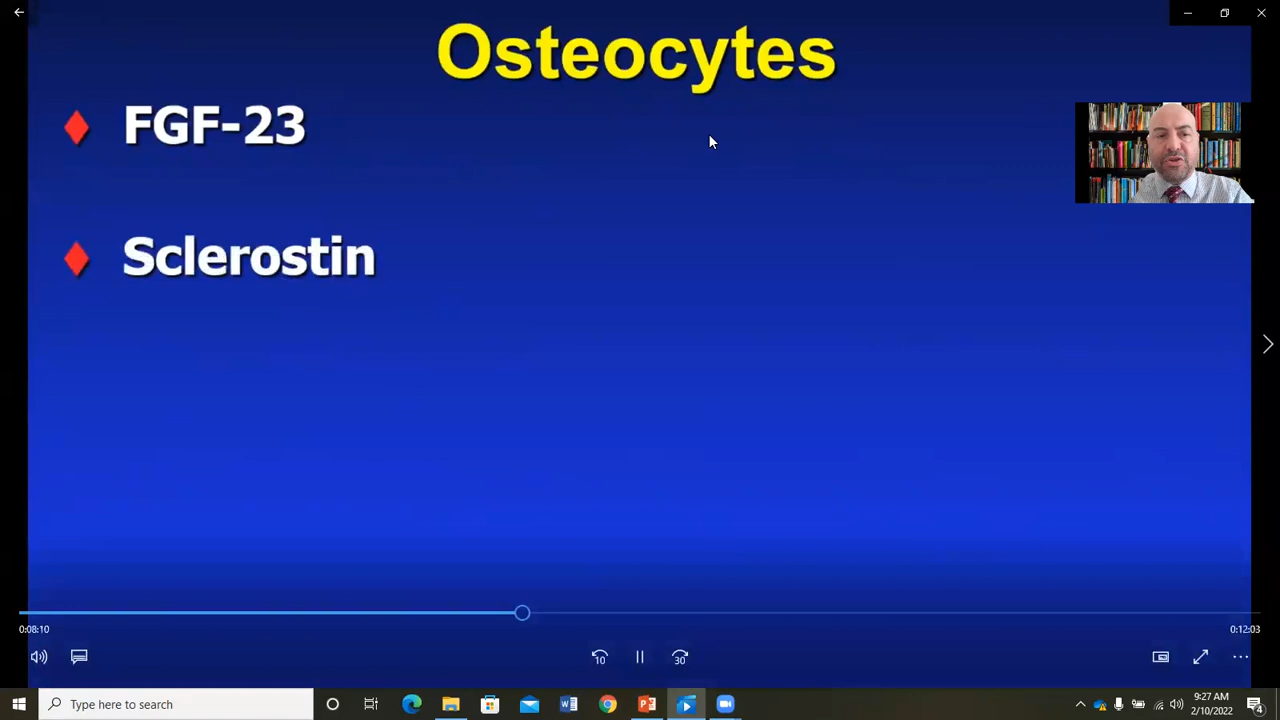 Osteocytes
FGF-23
Sclerostin
0:08:10
0:12:03
10
30
Type here to search
9:27 AM
2/10/2022
4